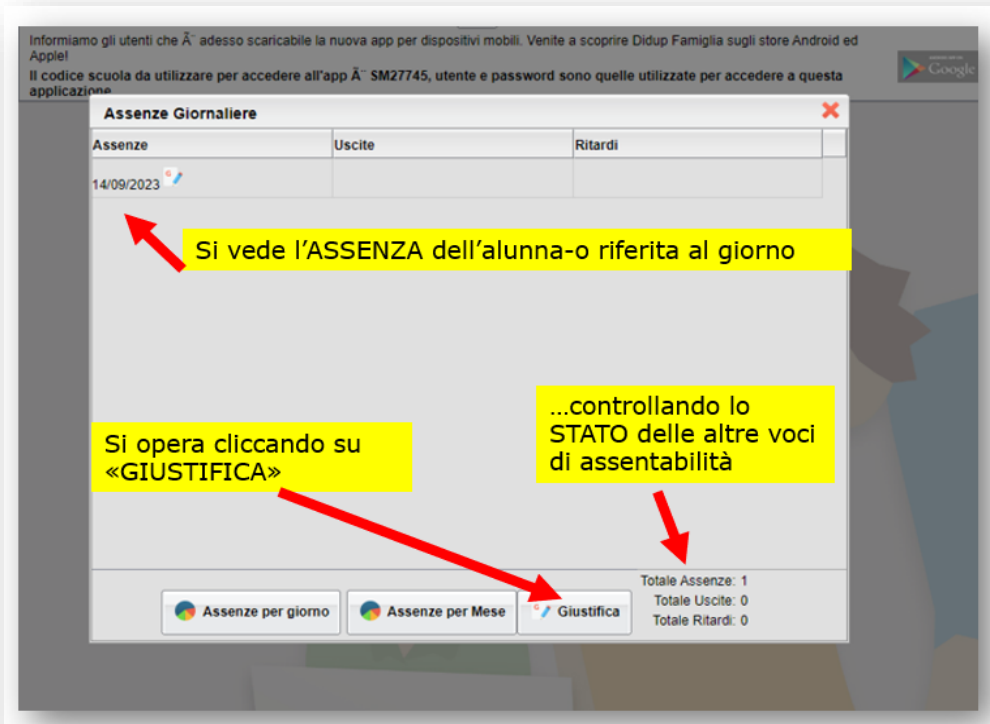 Informiamo gli utenti che Ã¨ adesso scaricabile la nuova app per dispositivi mobili. Venite a scoprire Didup Famiglia sugli store Android ed
Apple!
Il codice scuola da utilizzare per accedere all'app Ã¨ SM27745, utente e password sono quelle utilizzate per accedere a questa
applicazione
Google
Assenze Giornaliere
Assenze Uscite Ritardi
14/09/2023
Si vede l'ASSENZA dell'alunna-o riferita al giorno
...controllando lo
STATO delle altre voci
di assentabilità
Si opera cliccando su
«GIUSTIFICA»
Totale Assenze: 1
Totale Uscite: 0
Totale Ritardi: 0
Assenze per giorno Assenze per Mese Giustifica